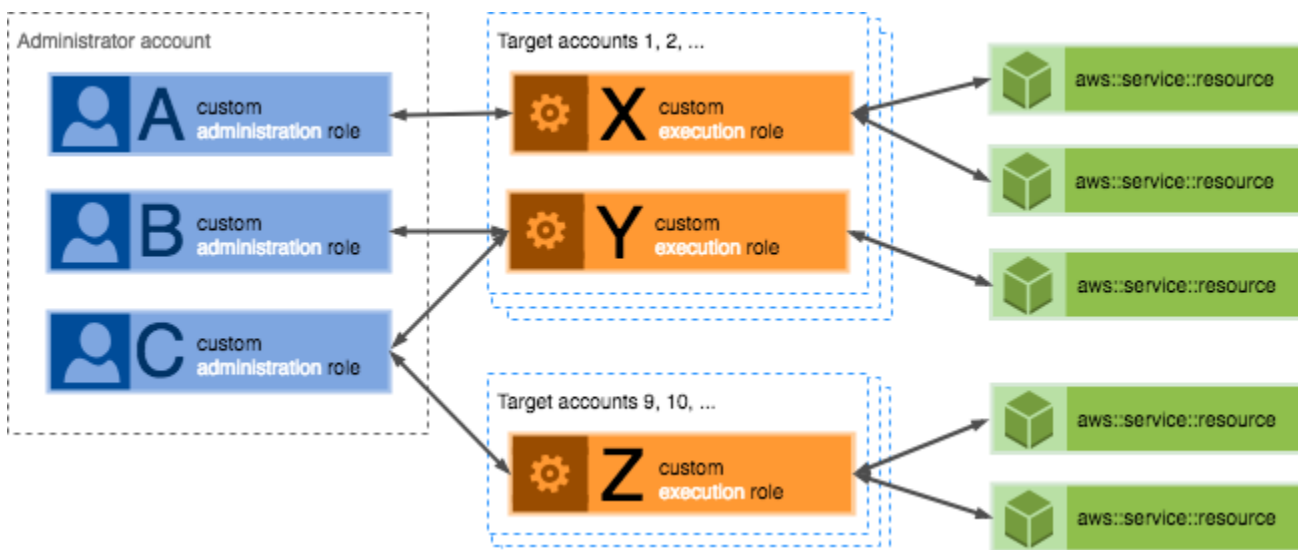 Administrator account
A custom
administration role
B custom
administration role
C custom
administration role
Target accounts 1, 2, ...
X custom
execution role
Y custom
execution role
Target accounts 9, 10, ...
Z custom
execution role
aws::service::resource
aws::service::resource
aws::service::resource
aws::service::resource
aws::service::resource